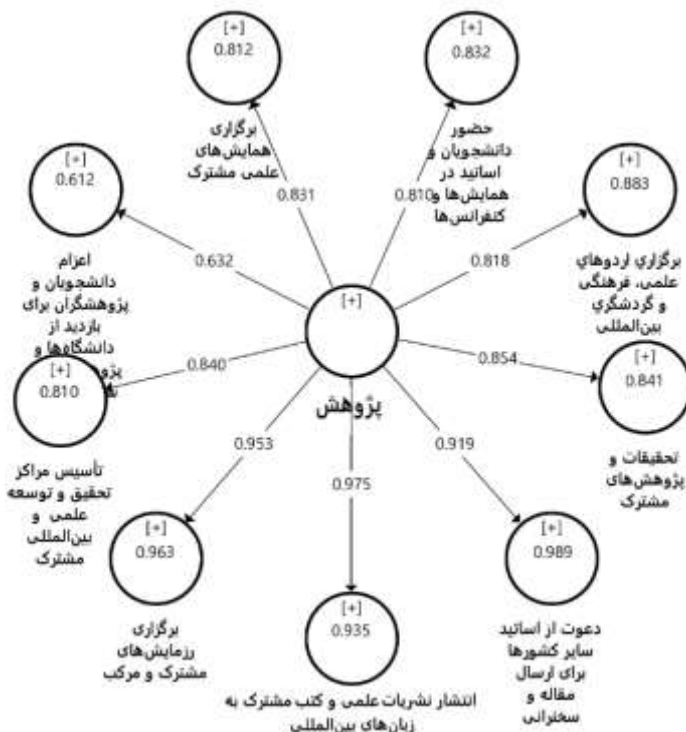 [+]
0.812
برگزاری
همایش‌های
علمی مشترک
[+]
0.832
حضور
دانشجویان و
اساتید در
همایش‌ها و
کنفرانس‌ها
[+]
0.612
اعزام
دانشجویان و
پژوهشگران برای
بازدید از
دانشگاه‌ها و
[+]
0.883
برگزاري اردوهاي
علمی، فرهنگی
و گردشگري
بین‌المللی
0.831
0.810
0.632
0.818
[+]
پژوهش
0.840
0.854
0.953
0.975
0.919
[+]
0.810
تأسیس مراکز
تحقیق و توسعه
علمی و
بین‌المللی
مشترک
[+]
0.841
تحقیقات و
پژوهش‌های
مشترک
[+]
0.963
برگزاری
رزمایش‌های
مشترک و مرکب
[+]
0.935
انتشار نشریات علمی و کتب مشترک به
زبان‌های بین‌المللی
[+]
0.989
دعوت از اساتید
سایر کشورها
برای ارسال
مقاله و
سخنرانی